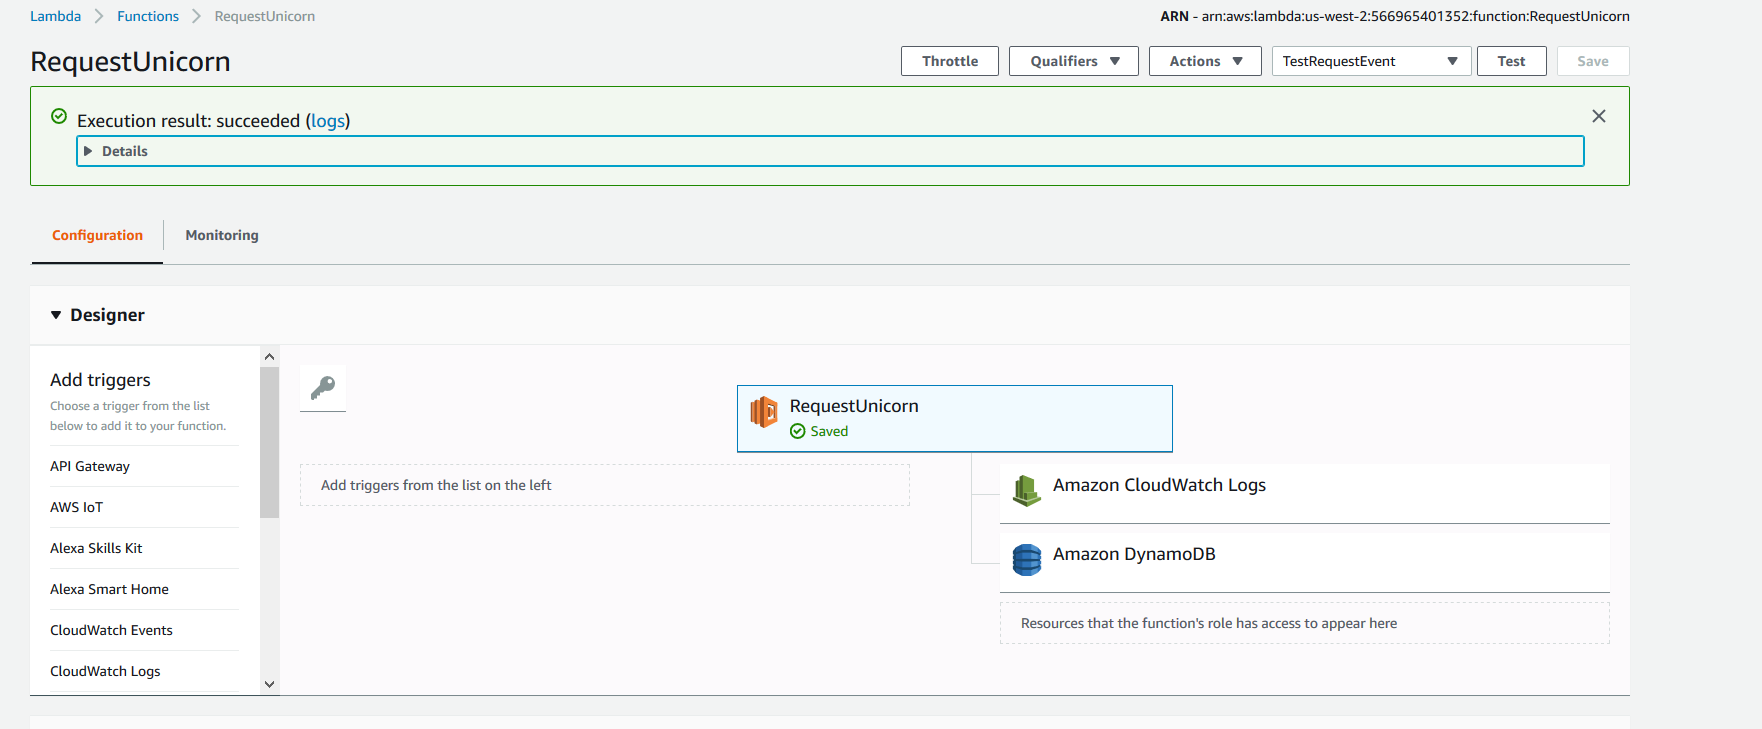 Lambda > Functions > RequestUnicorn
ARN - arn:aws:lambda:us-west-2:566965401352:function:RequestUnicorn
RequestUnicorn
Throttle
Qualifiers
Actions
TestRequestEvent
Test
Save
Execution result: succeeded (logs)
Details
Configuration
Monitoring
Designer
Add triggers
Choose a trigger from the list
below to add it to your function.
API Gateway
AWS IoT
Alexa Skills Kit
Alexa Smart Home
CloudWatch Events
CloudWatch Logs
RequestUnicorn
Saved
Add triggers from the list on the left
Amazon CloudWatch Logs
Amazon DynamoDB
Resources that the function's role has access to appear here